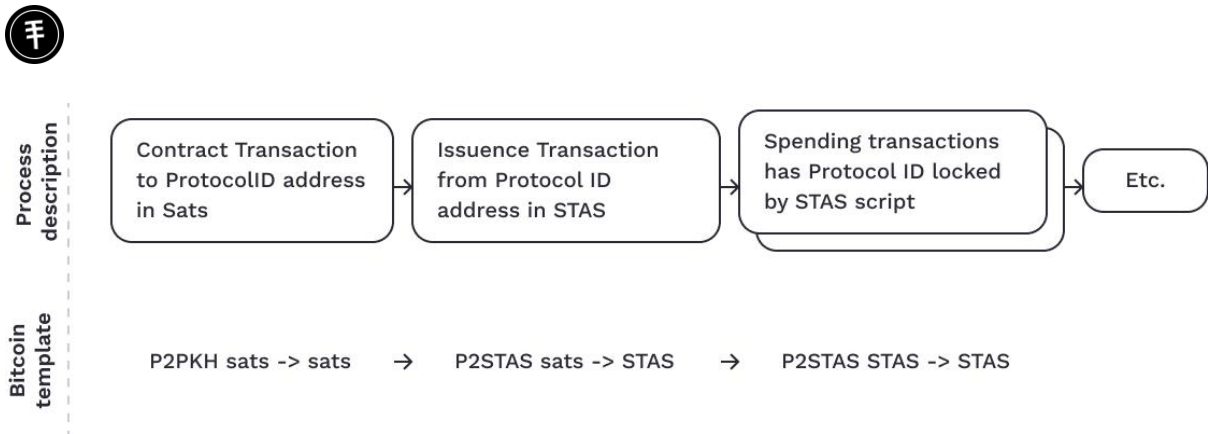 Process
description
Contract Transaction
to ProtocolID address
in Sats
Issuence Transaction
from Protocol ID
address in STAS
Spending transactions
has Protocol ID locked
by STAS script
Etc.
Bitcoin
template
P2PKH sats -> sats
P2STAS sats -> STAS
P2STAS STAS -> STAS